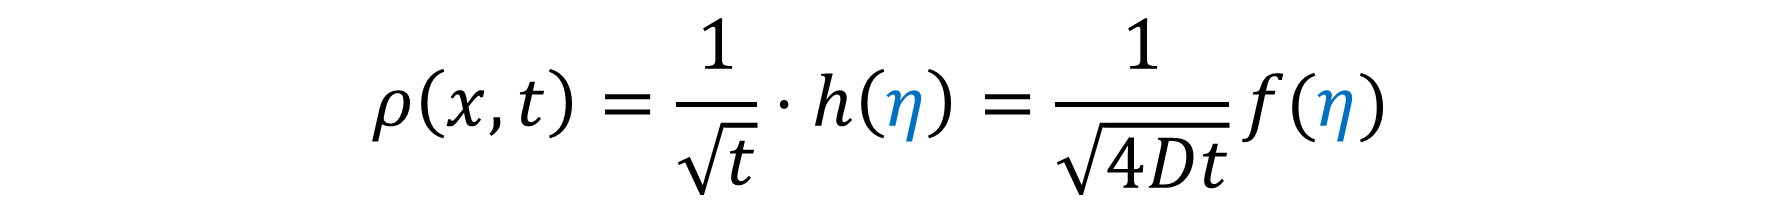 ρ(x, t) = 1/√t · h(η) = 1/√4Dt f(η)